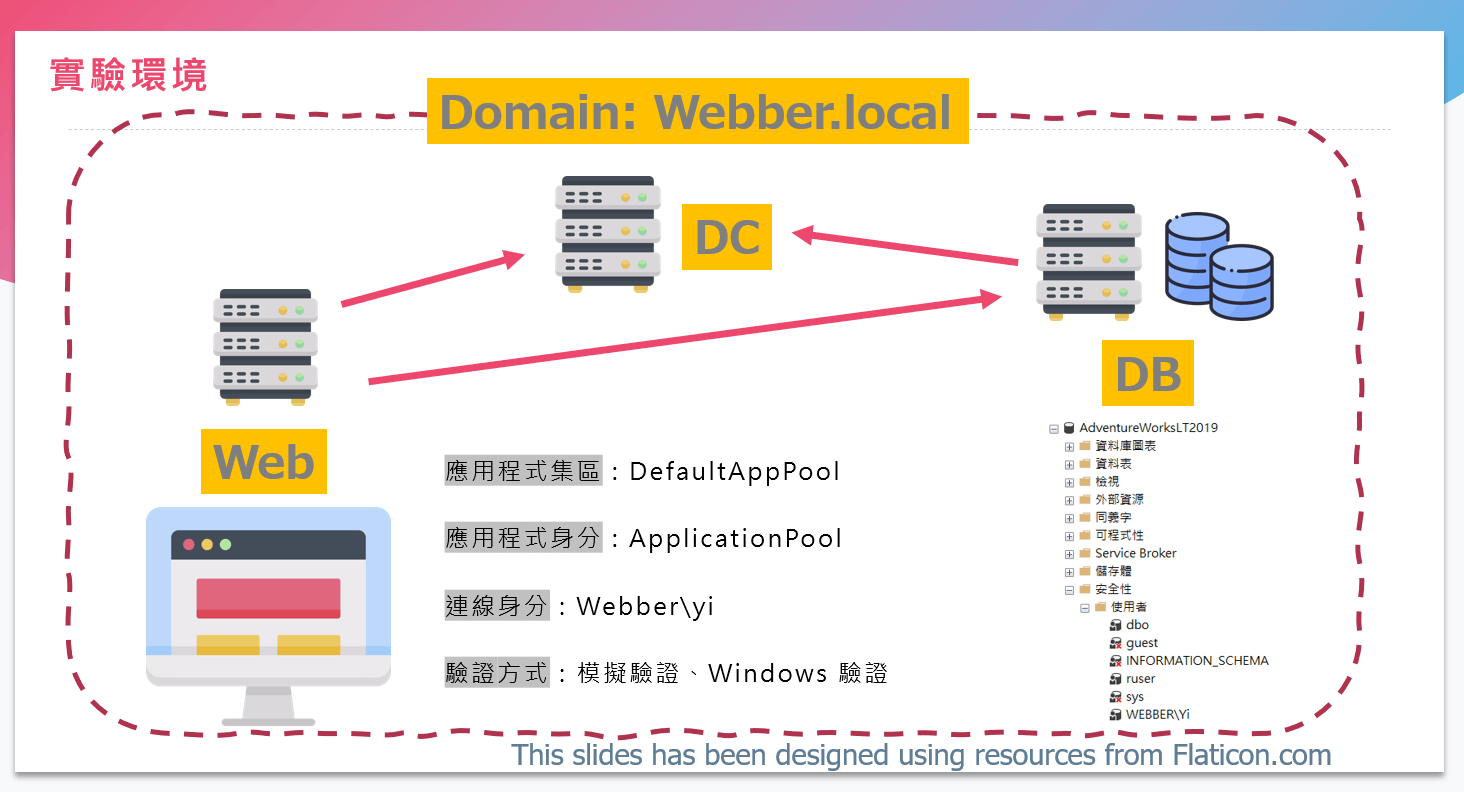 實驗環境
Domain: Webber.local
DC
DB
Web
應用程式集區：DefaultAppPool
應用程式身分：ApplicationPool
連線身分：Webber\yi
驗證方式：模擬驗證、Windows 驗證
AdventureWorksLT2019
資料庫圖表
資料表
檢視
外部資源
同義字
可程式性
Service Broker
儲存體
安全性
使用者
dbo
guest
INFORMATION_SCHEMA
ruser
sys
WEBBER\Yi
This slides has been designed using resources from Flaticon.com